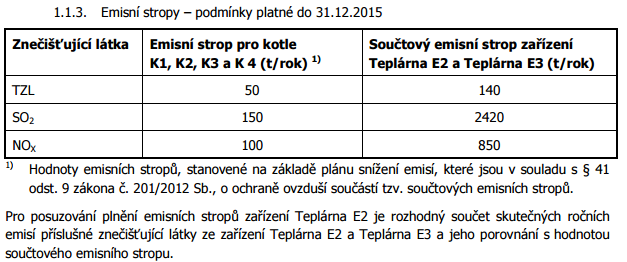 1.1.3. Emisní stropy – podmínky platné do 31.12.2015
Znečišťující látka
Emisní strop pro kotle
K1, K2, K3 a K 4 (t/rok) 1)
Součtový emisní strop zařízení
Teplárna E2 a Teplárna E3 (t/rok)
TZL 50 140
SO2 150 2420
NOX 100 850
1) Hodnoty emisních stropů, stanovené na základě plánu snížení emisí, které jsou v souladu s § 41
odst. 9 zákona č. 201/2012 Sb., o ochraně ovzduší součástí tzv. součtových emisních stropů.
Pro posuzování plnění emisních stropů zařízení Teplárna E2 je rozhodný součet skutečných ročních
emisí příslušné znečišťující látky ze zařízení Teplárna E2 a Teplárna E3 a jeho porovnání s hodnotou
součtového emisního stropu.